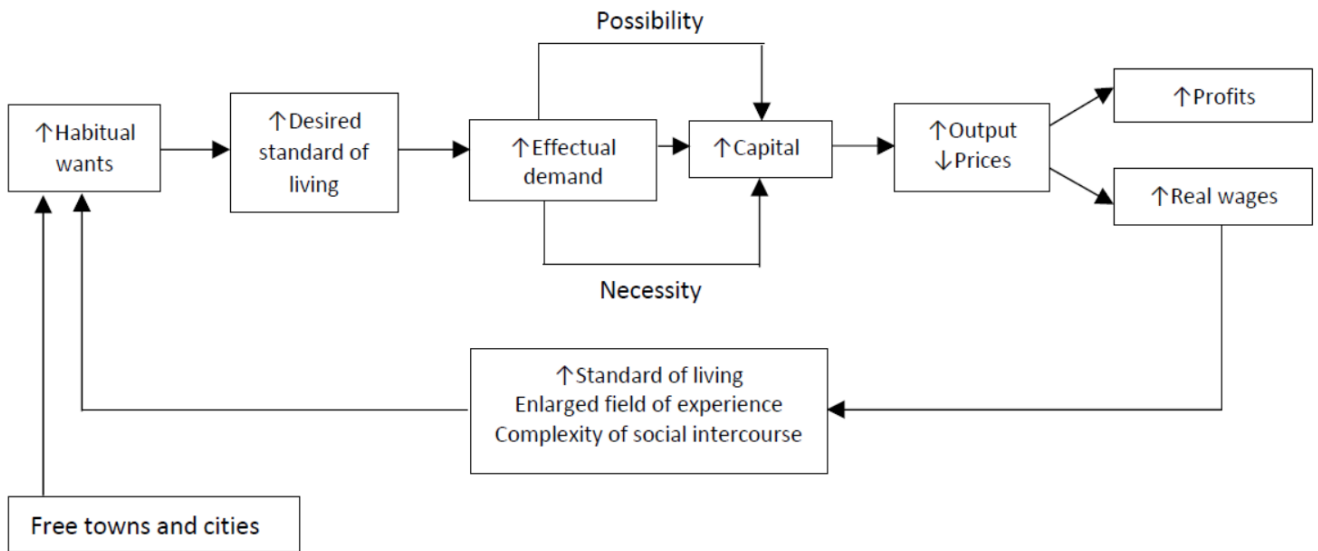 Possibility
↑Habitual
wants
↑Desired
standard of
living
↑Effectual
demand
↑Capital
↑Output
↓Prices
↑Profits
↑Real wages
Necessity
↑Standard of living
Enlarged field of experience
Complexity of social intercourse
Free towns and cities